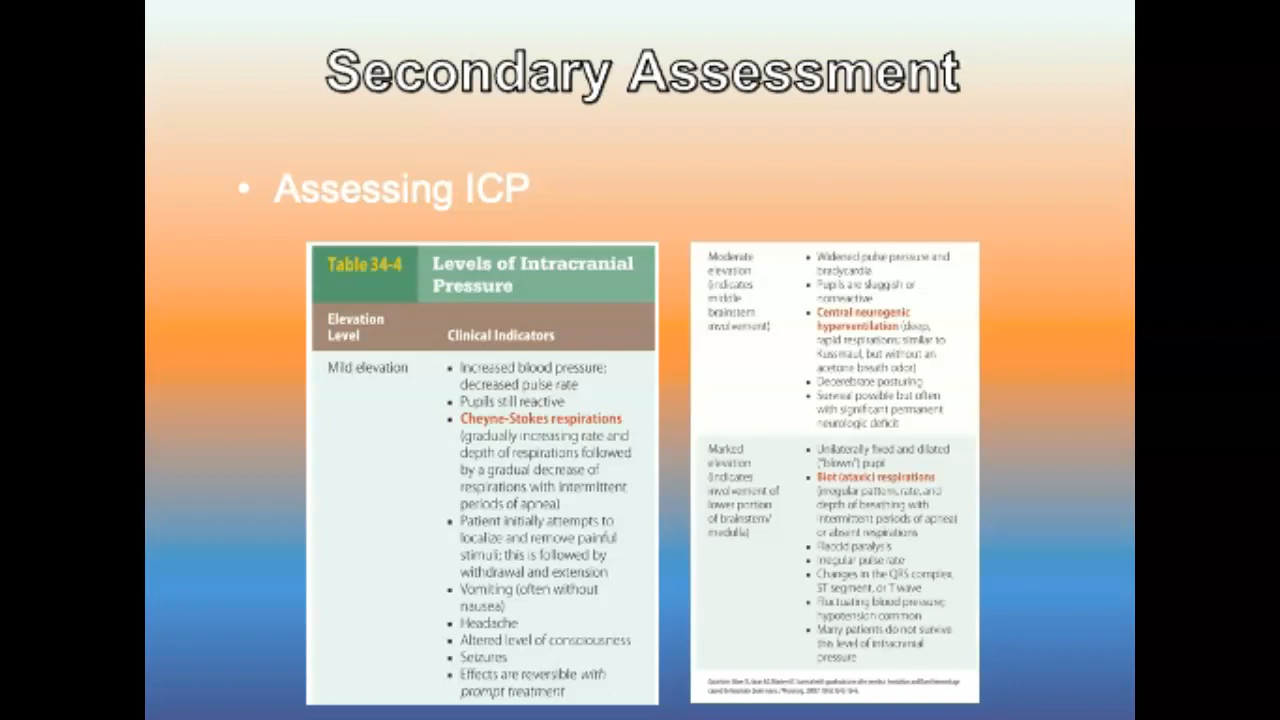 Secondary Assessment
• Assessing ICP
Table 34-4
Levels of Intracranial
Pressure
Elevation
Level
Clinical Indicators
Mild elevation
• Increased blood pressure;
decreased pulse rate
• Pupils still reactive
• Cheyne-Stokes respirations
(gradually increasing rate and
depth of respirations followed
by a gradual decrease of
respirations with intermittent
periods of apnea)
• Patient initially attempts to
localize and remove painful
stimuli; this is followed by
withdrawal and extension
• Vomiting (often without
nausea)
• Headache
• Altered level of consciousness
• Seizures
• Effects are reversible with
prompt treatment
Moderate
elevation
(indicates
middle
brainstem
involvement)
• Widened pulse pressure and
bradycardia
• Pupils are sluggish or
nonreactive
• Central neurogenic
hyperventilation (deep,
rapid respirations; similar to
Kussmaul, but without an
acetone breath odor)
• Decerebrate posturing
• Survival possible but often
with significant permanent
neurologic deficit
Marked
elevation
(indicates
involvement of
lower portion
of brainstem/
medulla)
• Unilaterally fixed and dilated
("blown") pupil
• Biot (ataxic) respirations
(irregular pattern, rate, and
depth of breathing with
intermittent periods of apnea)
or absent respirations
• Flaccid paralysis
• Irregular pulse rate
• Changes in the QRS complex,
ST segment, or T wave
• Fluctuating blood pressure;
hypotension common
• Many patients do not survive
this level of intracranial
pressure